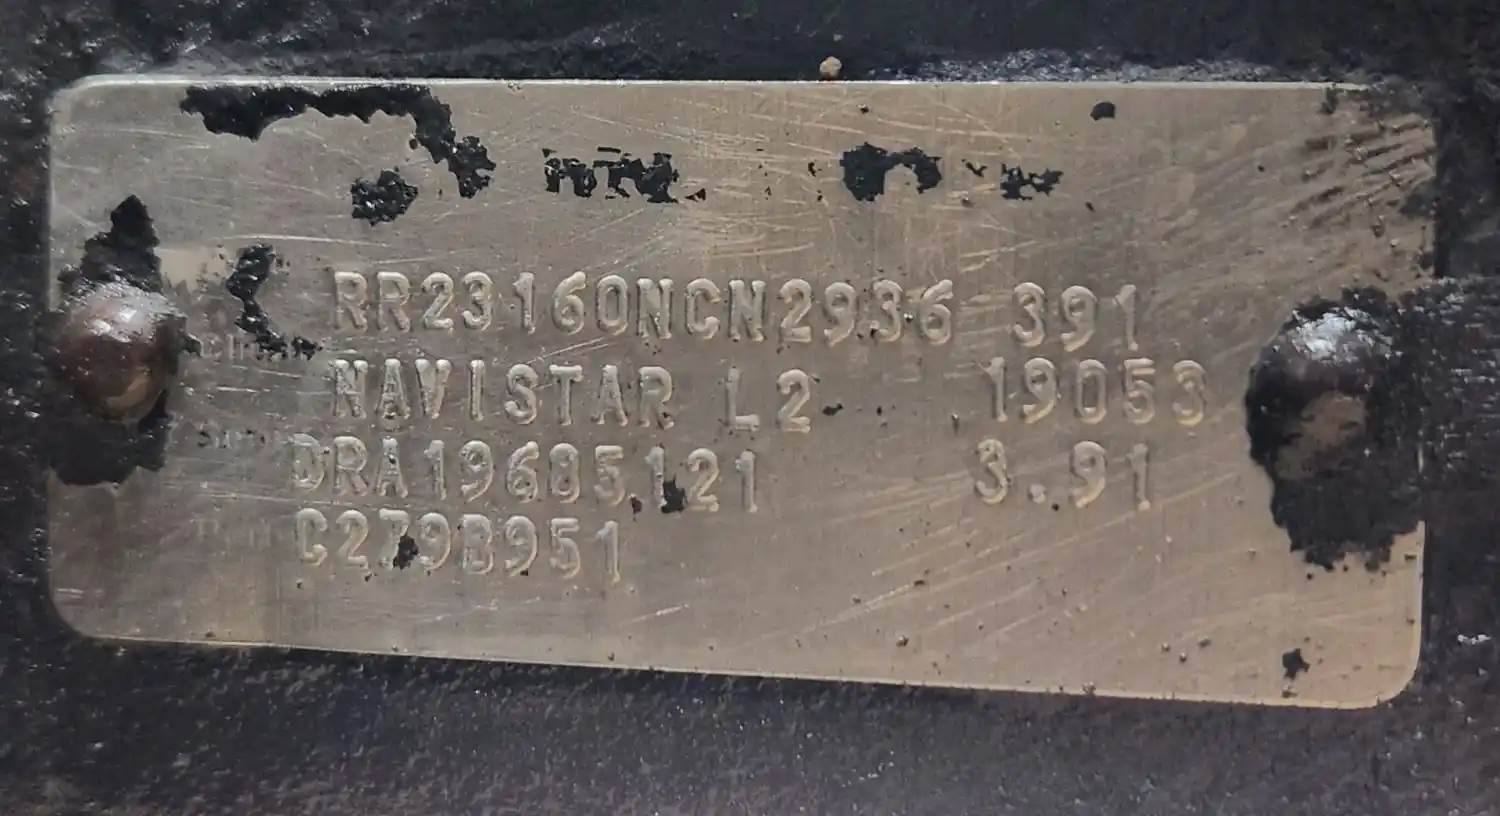 RR23160NCN2936 391
NAVISTAR L2 19053
DRA19685121 3.91
C279B951